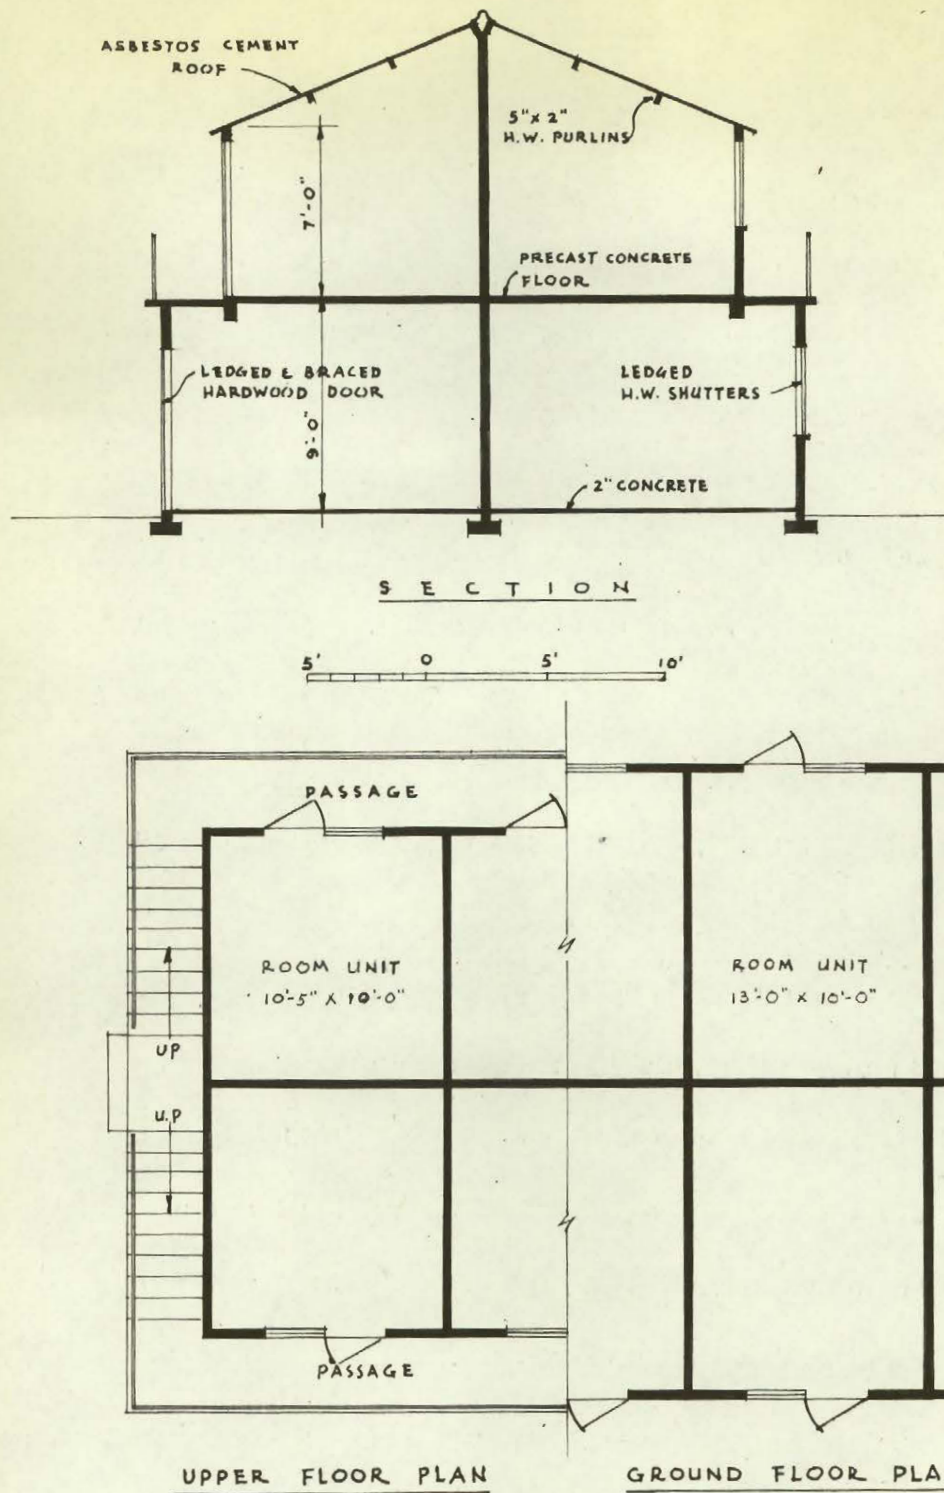 ASBESTOS CEMENT
ROOF
5" x 2"
H.W. PURLINS
7'-0"
PRECAST CONCRETE
FLOOR
LEDGED & BRACED
HARDWOOD DOOR
LEDGED
H.W. SHUTTERS
9'-0"
2" CONCRETE
SECTION
5' 0 5' 10'
PASSAGE
ROOM UNIT
10'-5" X 10'-0"
ROOM UNIT
13'-0" x 10'-0"
UP
U.P
PASSAGE
UPPER FLOOR PLAN
GROUND FLOOR PLA